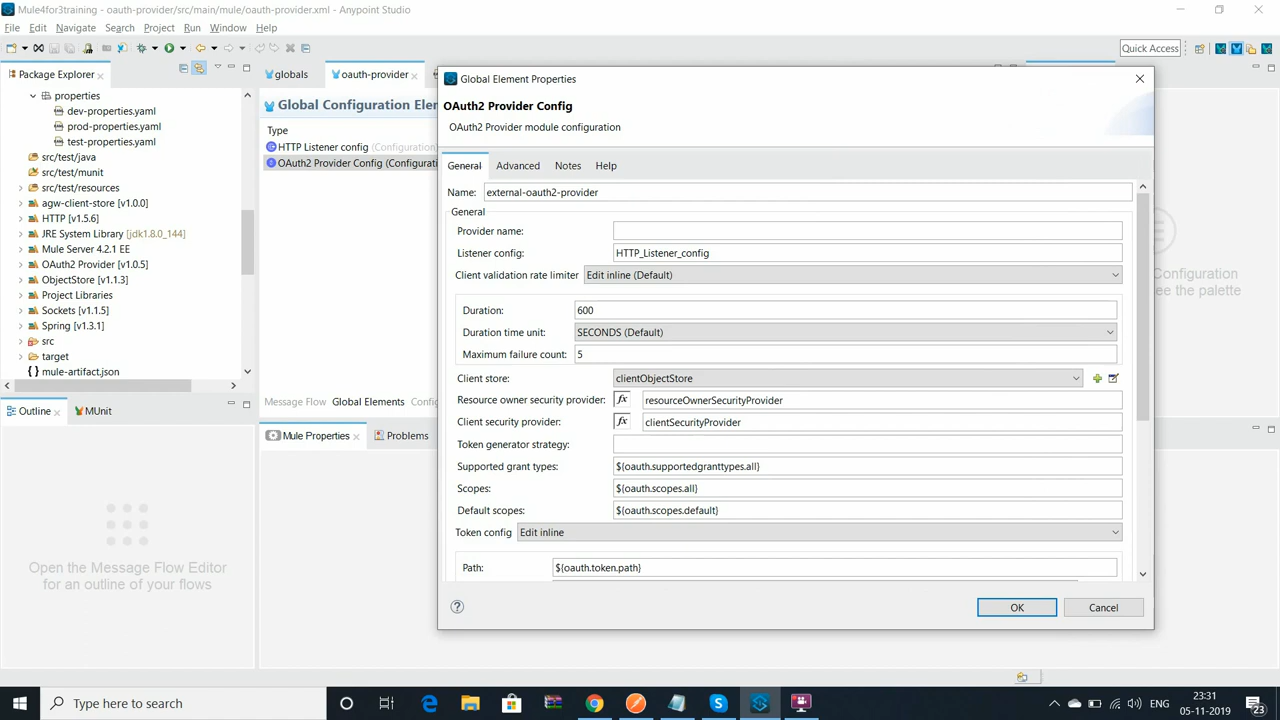 Mule4for3training - oauth-provider/src/main/mule/oauth-provider.xml - Anypoint Studio
File Edit Navigate Search Project Run Window Help
Quick Access
Package Explorer
properties
dev-properties.yaml
prod-properties.yaml
test-properties.yaml
src/test/java
src/test/munit
src/test/resources
agw-client-store [v1.0.0]
HTTP [v1.5.6]
JRE System Library [jdk1.8.0_144]
Mule Server 4.2.1 EE
OAuth2 Provider [v1.0.5]
ObjectStore [v1.1.3]
Project Libraries
Sockets [v1.1.5]
Spring [v1.3.1]
src
target
mule-artifact.json
Outline
MUnit
Open the Message Flow Editor
for an outline of your flows
globals
oauth-provider
Global Configuration Ele
Type
HTTP Listener config (Configuration
OAuth2 Provider Config (Configurati
Message Flow Global Elements Config
Mule Properties
Problems
Configuration
ee the palette
Global Element Properties
OAuth2 Provider Config
OAuth2 Provider module configuration
General Advanced Notes Help
Name: external-oauth2-provider
General
Provider name:
Listener config: HTTP_Listener_config
Client validation rate limiter Edit inline (Default)
Duration: 600
Duration time unit: SECONDS (Default)
Maximum failure count: 5
Client store: clientObjectStore
Resource owner security provider: fx resourceOwnerSecurityProvider
Client security provider: fx clientSecurityProvider
Token generator strategy:
Supported grant types: ${oauth.supportedgranttypes.all}
Scopes: ${oauth.scopes.all}
Default scopes: ${oauth.scopes.default}
Token config Edit inline
Path: ${oauth.token.path}
OK
Cancel
Type here to search
ENG
23:31
05-11-2019
23